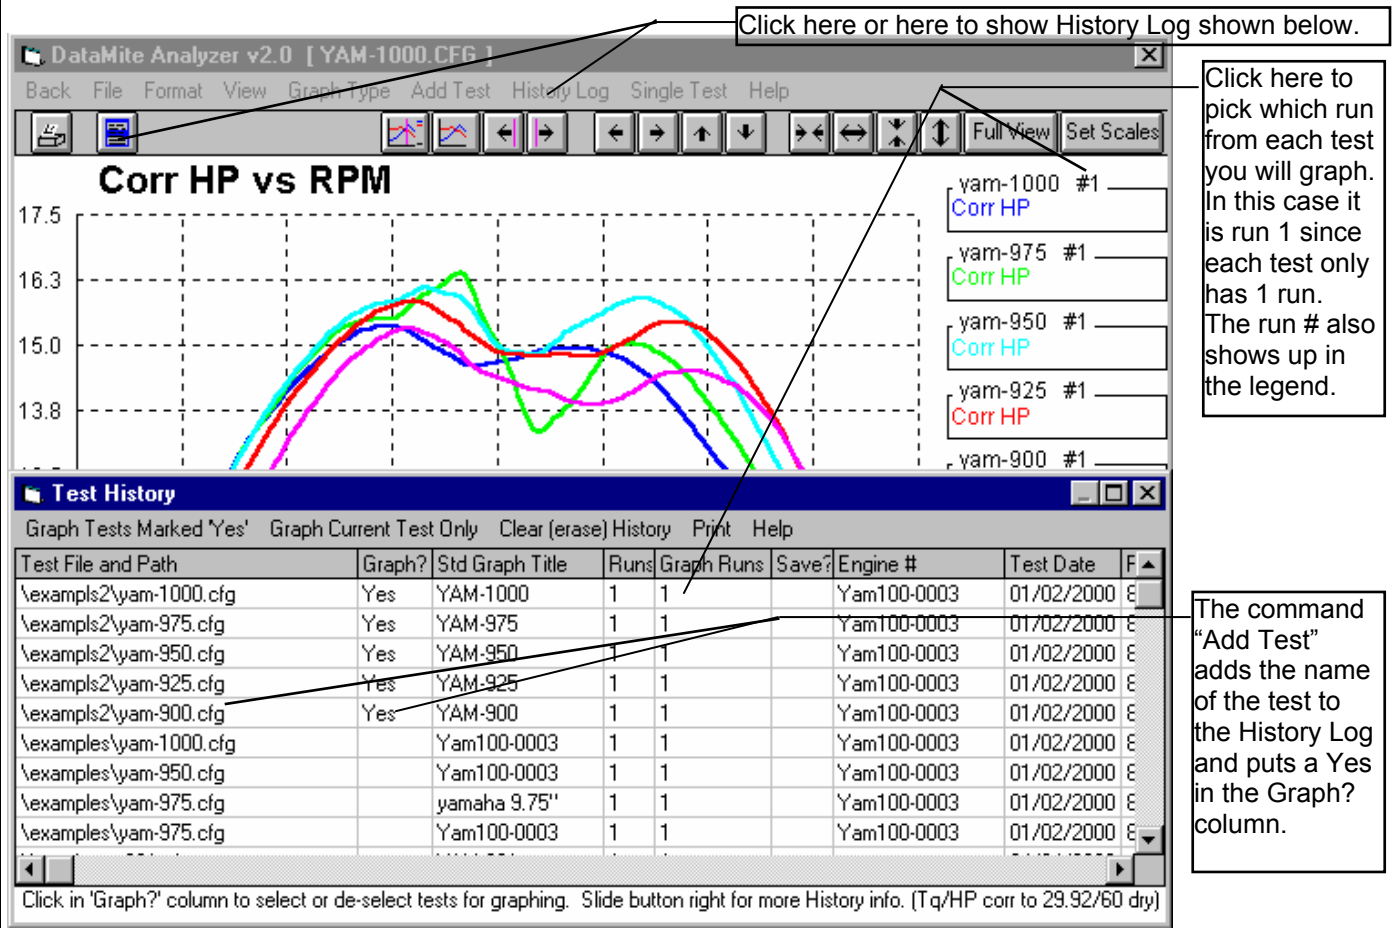 Click here or here to show History Log shown below.
DataMite Analyzer v2.0 [ YAM-1000.CFG ]
Back File Format View Graph Type Add Test History Log Single Test Help
Full View Set Scales
Corr HP vs RPM
17.5
16.3
15.0
13.8
yam-1000 #1
Corr HP
yam-975 #1
Corr HP
yam-950 #1
Corr HP
yam-925 #1
Corr HP
yam-900 #1
Click here to
pick which run
from each test
you will graph.
In this case it
is run 1 since
each test only
has 1 run.
The run # also
shows up in
the legend.
Test History
Graph Tests Marked 'Yes' Graph Current Test Only Clear (erase) History Print Help
Test File and Path Graph? Std Graph Title Runs Graph Runs Save? Engine # Test Date
\exampls2\yam-1000.cfg Yes YAM-1000 1 1 Yam100-0003 01/02/2000 8
\exampls2\yam-975.cfg Yes YAM-975 1 1 Yam100-0003 01/02/2000
\exampls2\yam-950.cfg Yes YAM-950 1 1 Yam100-0003 01/02/2000
\exampls2\yam-925.cfg Yes YAM-925 1 1 Yam100-0003 01/02/2000
\exampls2\yam-900.cfg Yes YAM-900 1 1 Yam100-0003 01/02/2000
\examples\yam-1000.cfg Yam100-0003 1 1 Yam100-0003 01/02/2000
\examples\yam-950.cfg Yam100-0003 1 1 Yam100-0003 01/02/2000
\examples\yam-975.cfg yamaha 9.75'' 1 1 Yam100-0003 01/02/2000
\examples\yam-975.cfg Yam100-0003 1 1 Yam100-0003 01/02/2000
Click in 'Graph?' column to select or de-select tests for graphing. Slide button right for more History info. (Tq/HP corr to 29.92/60 dry)
The command
“Add Test”
adds the name
of the test to
the History Log
and puts a Yes
in the Graph?
column.